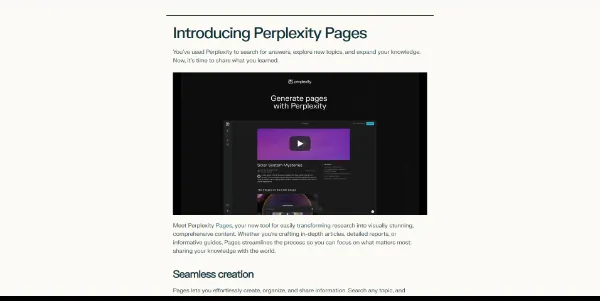 Introducing Perplexity Pages
You've used Perplexity to search for answers, explore new topics, and expand your knowledge.
Now, it's time to share what you learned.
perplexity
Generate pages
with Perplexity
Solar System Mysteries
Meet Perplexity Pages, your new tool for easily transforming research into visually stunning,
comprehensive content. Whether you're crafting in-depth articles, detailed reports, or
informative guides, Pages streamlines the process so you can focus on what matters most:
sharing your knowledge with the world.
Seamless creation
Pages lets you effortlessly create, organize, and share information. Search any topic, and